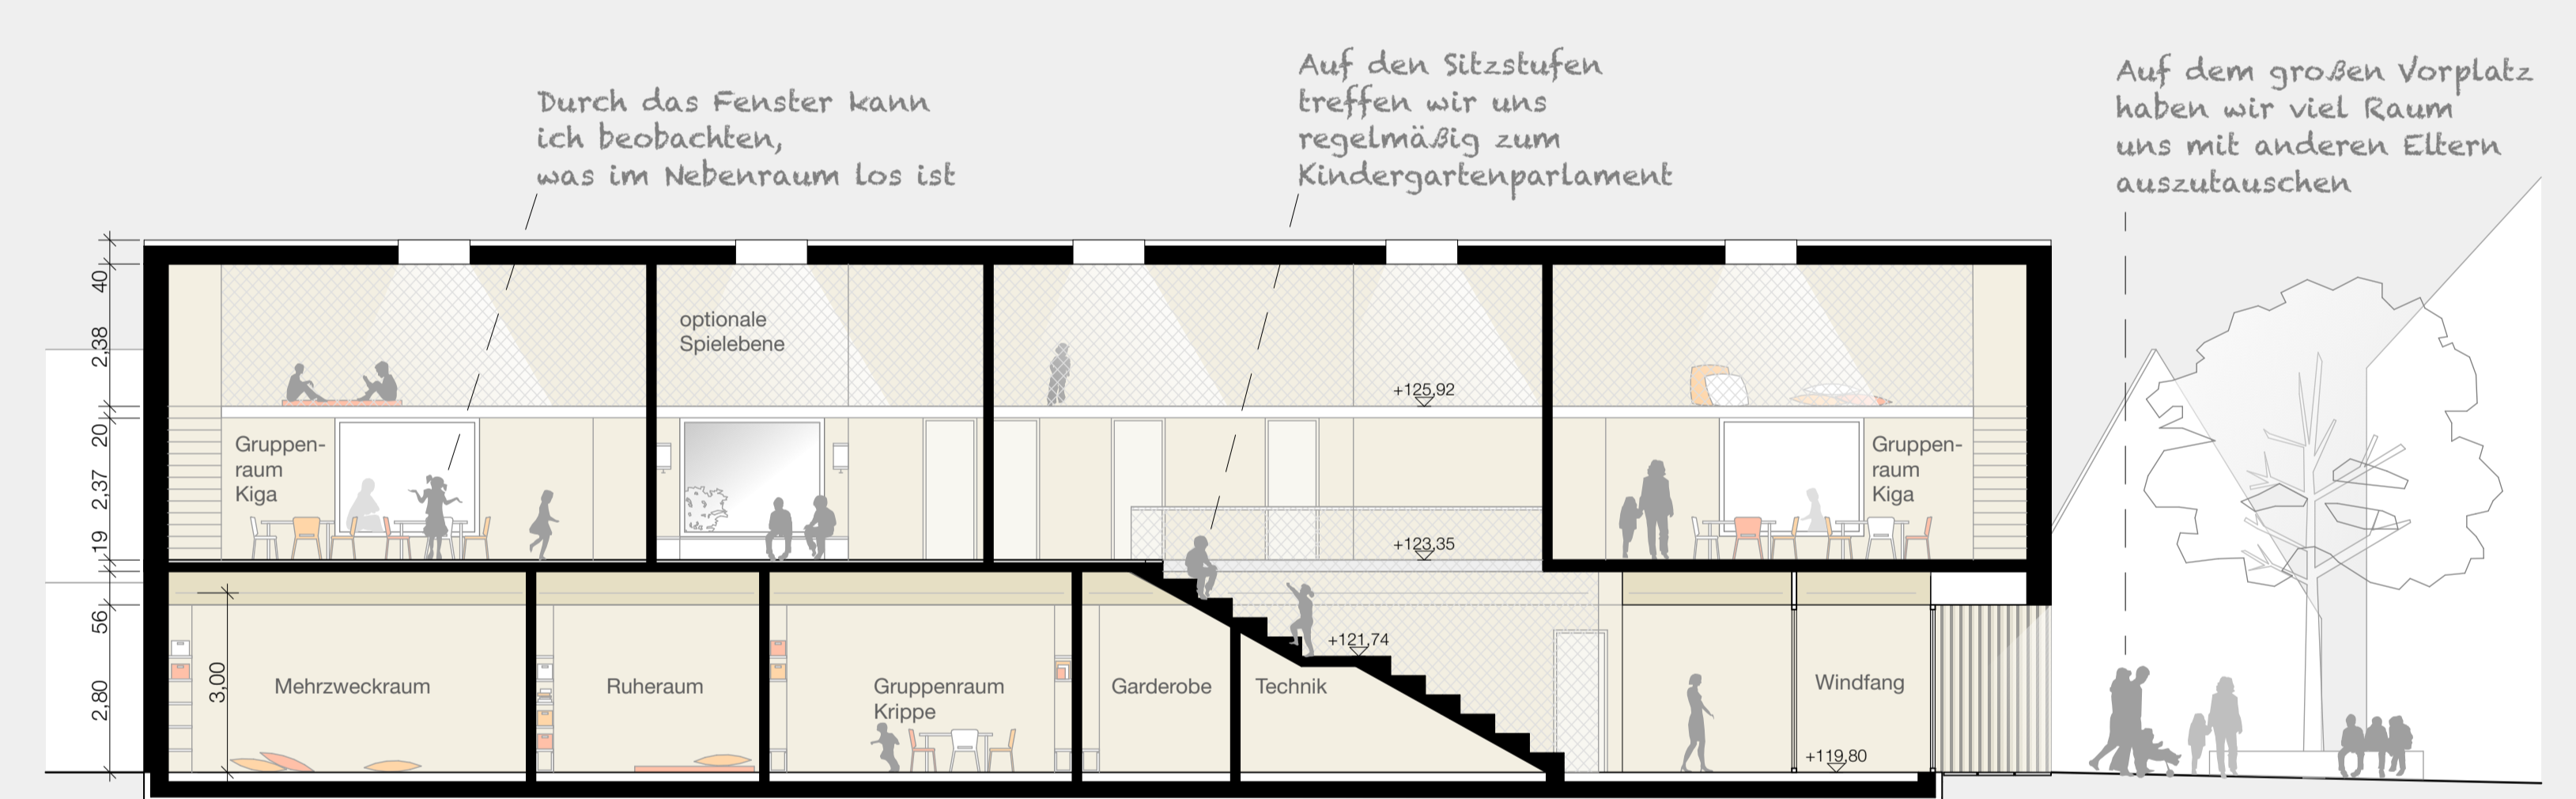 Durch das Fenster kann
ich beobachten,
was im Nebenraum los ist
Auf den Sitzstufen
treffen wir uns
regelmäßig zum
Kindergartenparlament
Auf dem großen Vorplatz
haben wir viel Raum
uns mit anderen Eltern
auszutauschen
40
2,38
20
2,37
19
56
2,80
3,00
optionale
Spielebene
+125,92
Gruppen-
raum
Kiga
+123,35
Gruppen-
raum
Kiga
+121,74
Mehrzweckraum
Ruheraum
Gruppenraum
Krippe
Garderobe
Technik
Windfang
+119,80